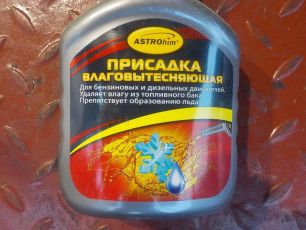 ASTROhim®
ПРИСАДКА
ВЛАГОВЫТЕСНЯЮЩАЯ
Для бензиновых и дизельных двигателей.
Удаляет влагу из топливного бака
Препятствует образованию льда